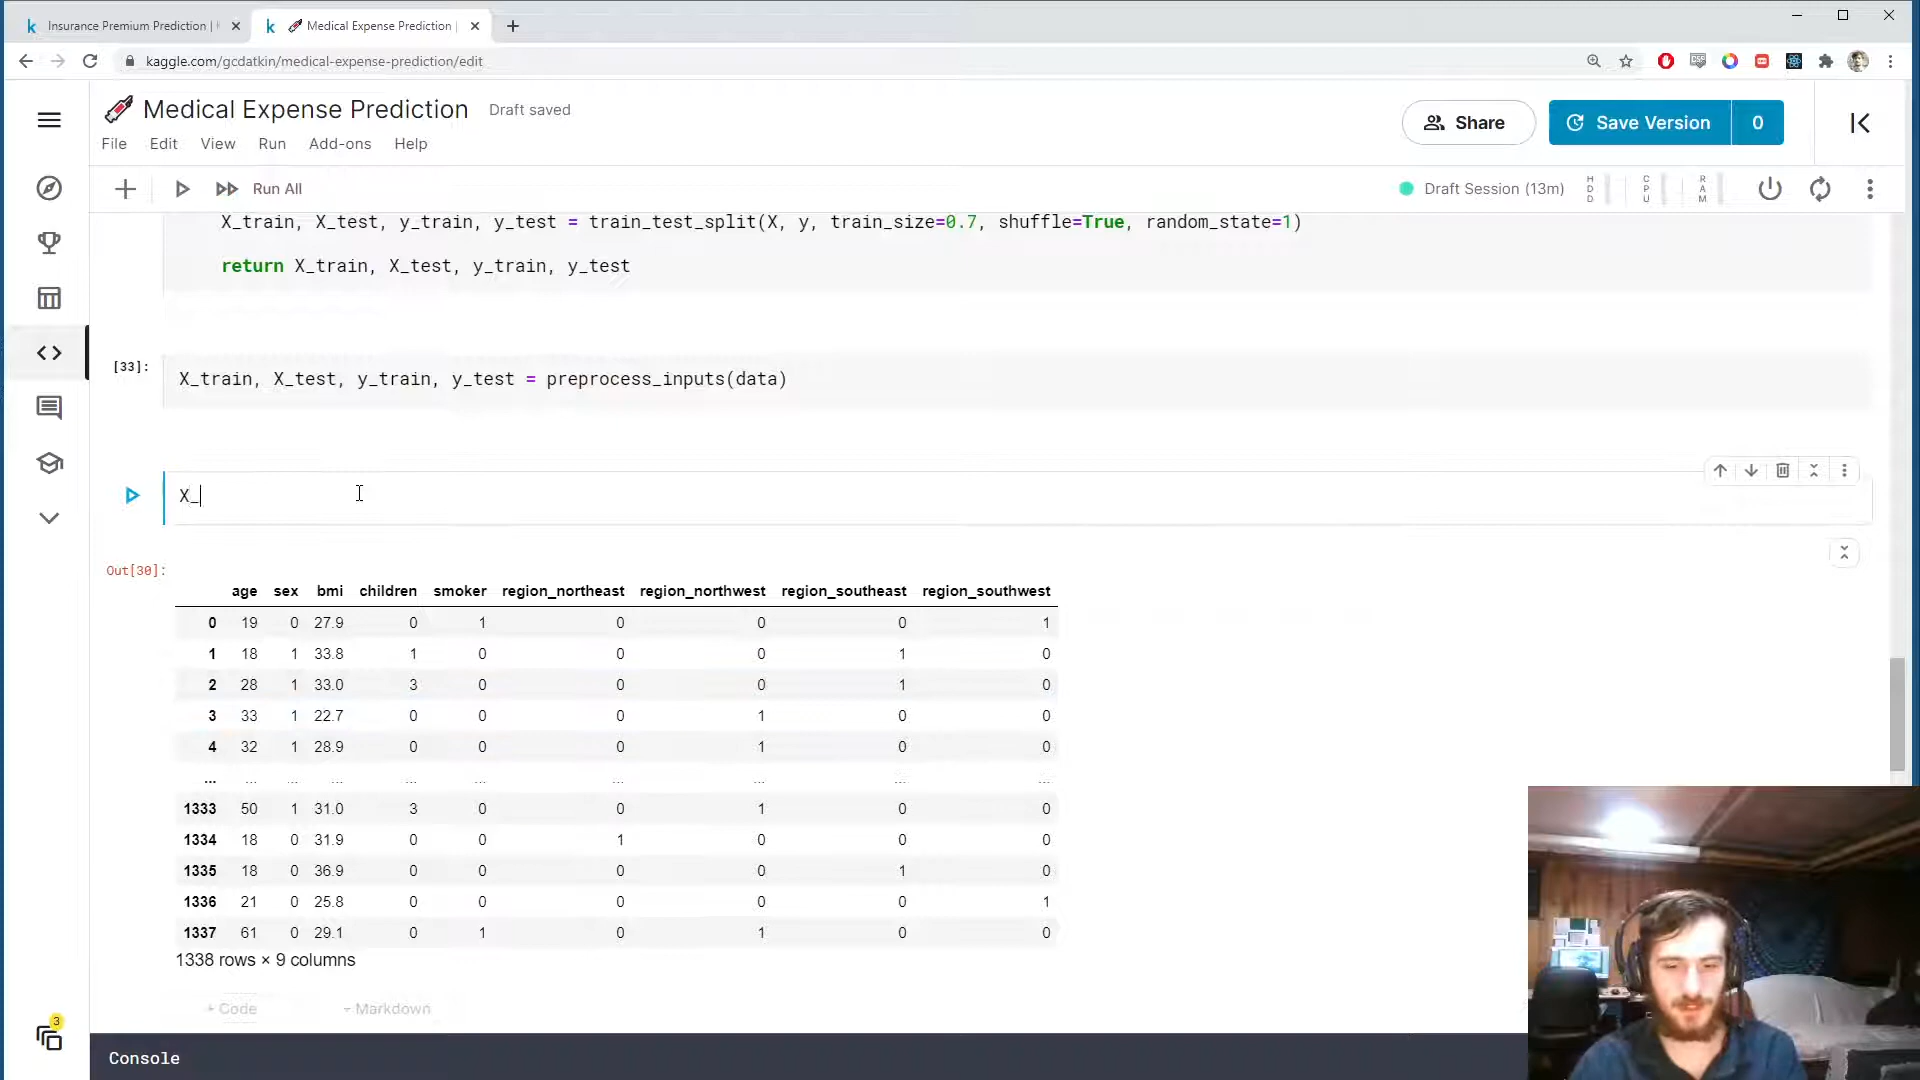 Insurance Premium Prediction |
Medical Expense Prediction |
kaggle.com/gcdatkin/medical-expense-prediction/edit
Medical Expense Prediction
Draft saved
Share
Save Version
0
File Edit View Run Add-ons Help
Run All
Draft Session (13m)
HDD
CPU
RAM
X_train, X_test, y_train, y_test = train_test_split(X, y, train_size=0.7, shuffle=True, random_state=1)
return X_train, X_test, y_train, y_test
[33]:
X_train, X_test, y_train, y_test = preprocess_inputs(data)
X_
Out[30]:
age sex bmi children smoker region_northeast region_northwest region_southeast region_southwest
0 19 0 27.9 0 1 0 0 0 1
1 18 1 33.8 1 0 0 0 1 0
2 28 1 33.0 3 0 0 0 1 0
3 33 1 22.7 0 0 0 1 0 0
4 32 1 28.9 0 0 0 1 0 0
... ... ... ... ... ... ... ... ... ...
1333 50 1 31.0 3 0 0 1 0 0
1334 18 0 31.9 0 0 1 0 0 0
1335 18 0 36.9 0 0 0 0 1 0
1336 21 0 25.8 0 0 0 0 0 1
1337 61 0 29.1 0 1 0 1 0 0
1338 rows × 9 columns
+ Code
+ Markdown
3
Console